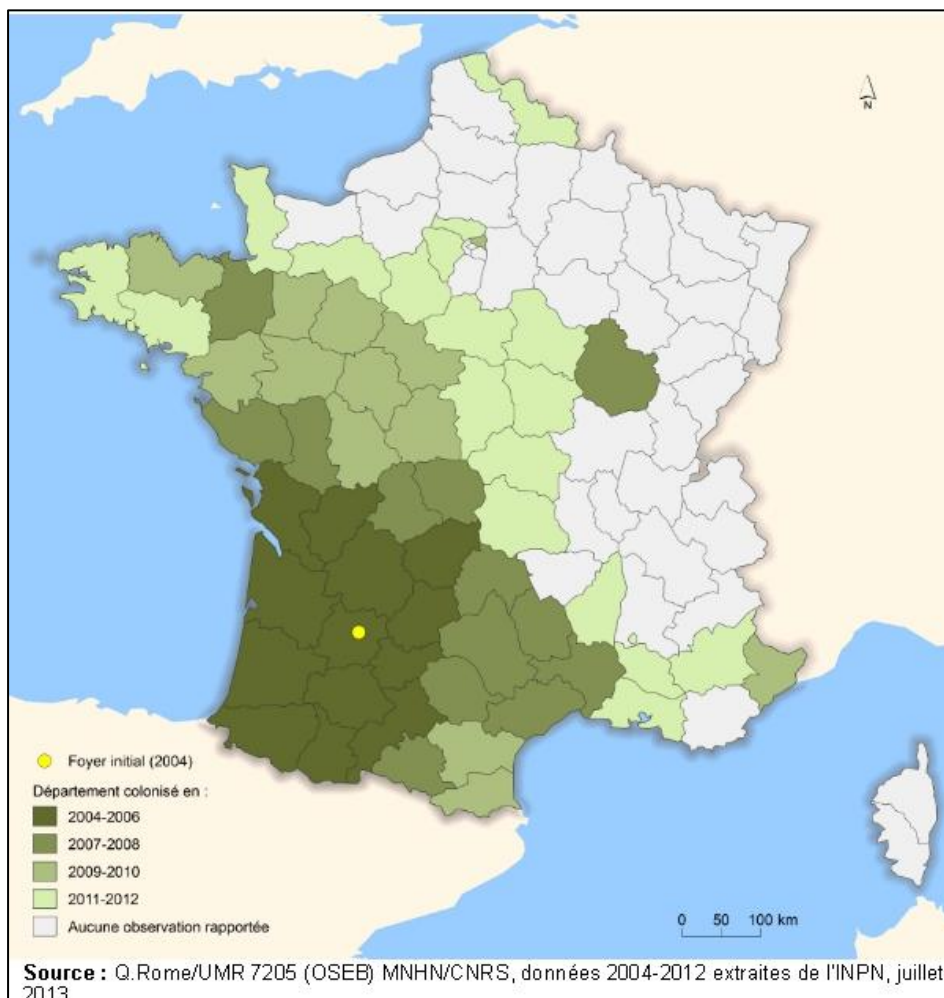 N
Foyer initial (2004)
Département colonisé en :
2004-2006
2007-2008
2009-2010
2011-2012
Aucune observation rapportée
0 50 100 km
Source : Q.Rome/UMR 7205 (OSEB) MNHN/CNRS, données 2004-2012 extraites de l'INPN, juillet
2013